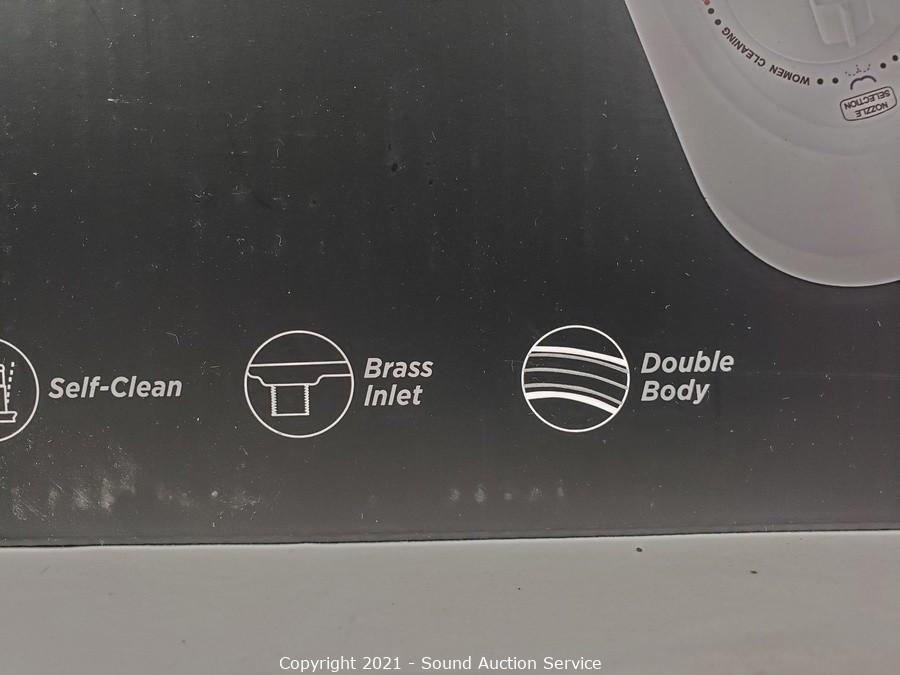 WOMEN CLEANING
NOZZLE
SELECTION
Self-Clean
Brass
Inlet
Double
Body
Copyright 2021 - Sound Auction Service